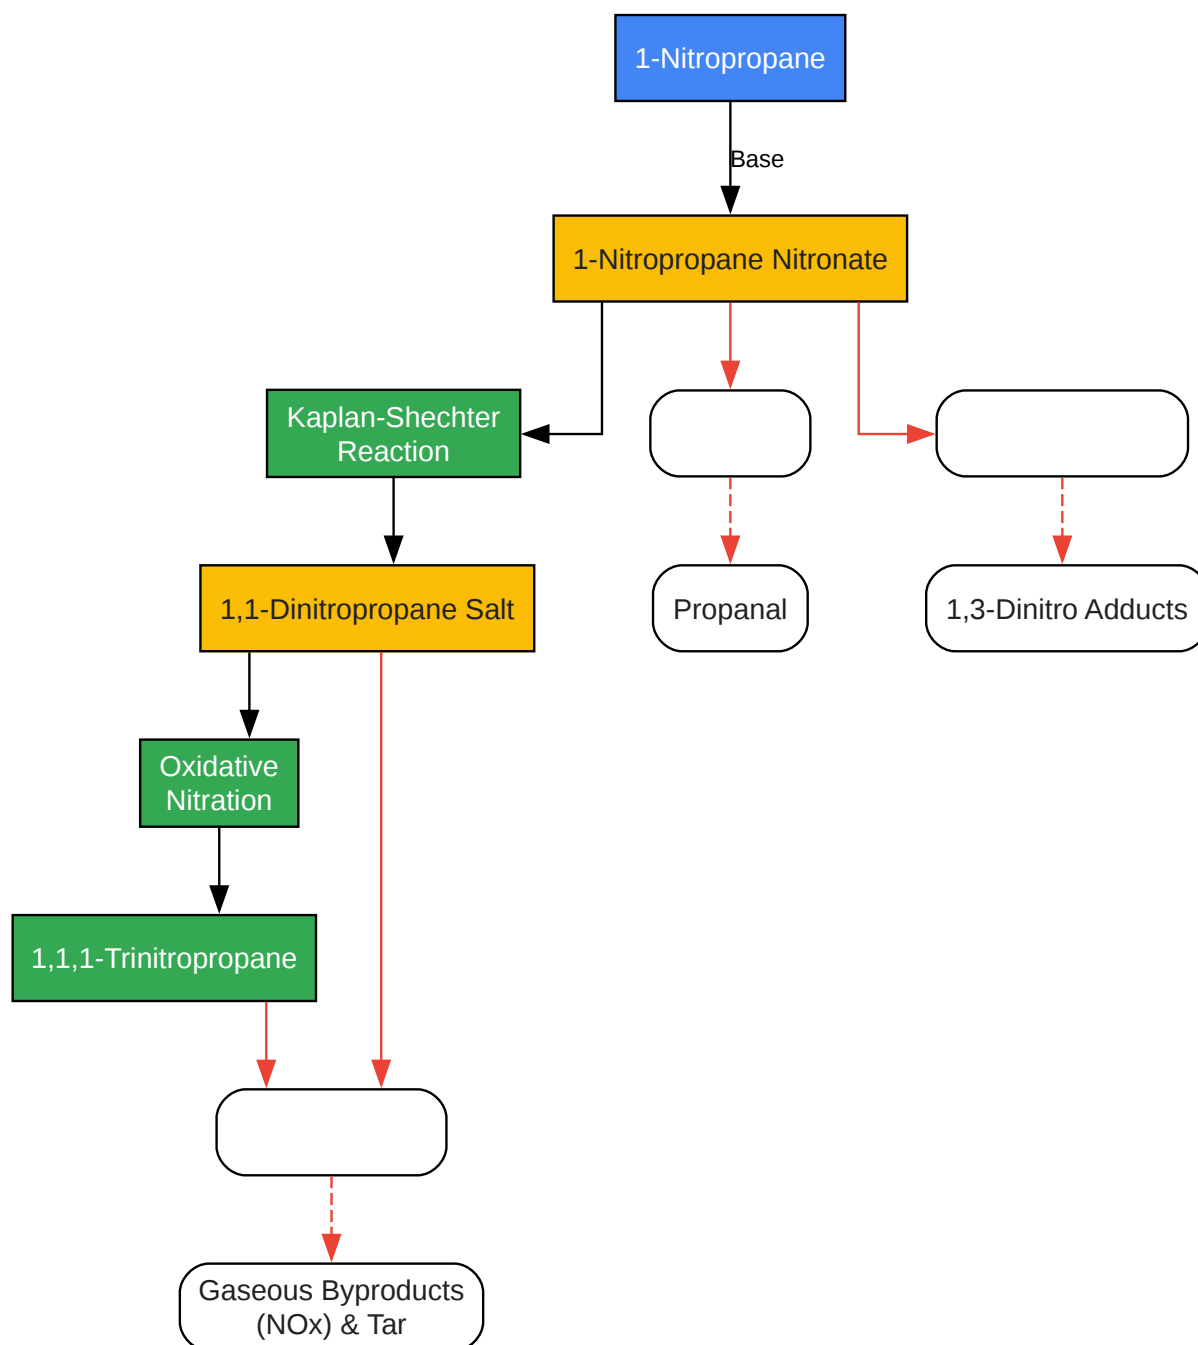 1-Nitropropane
Base
1-Nitropropane Nitronate
Kaplan-Shechter
Reaction
1,1-Dinitropropane Salt
Propanal
1,3-Dinitro Adducts
Oxidative
Nitration
1,1,1-Trinitropropane
Gaseous Byproducts
(NOx) & Tar